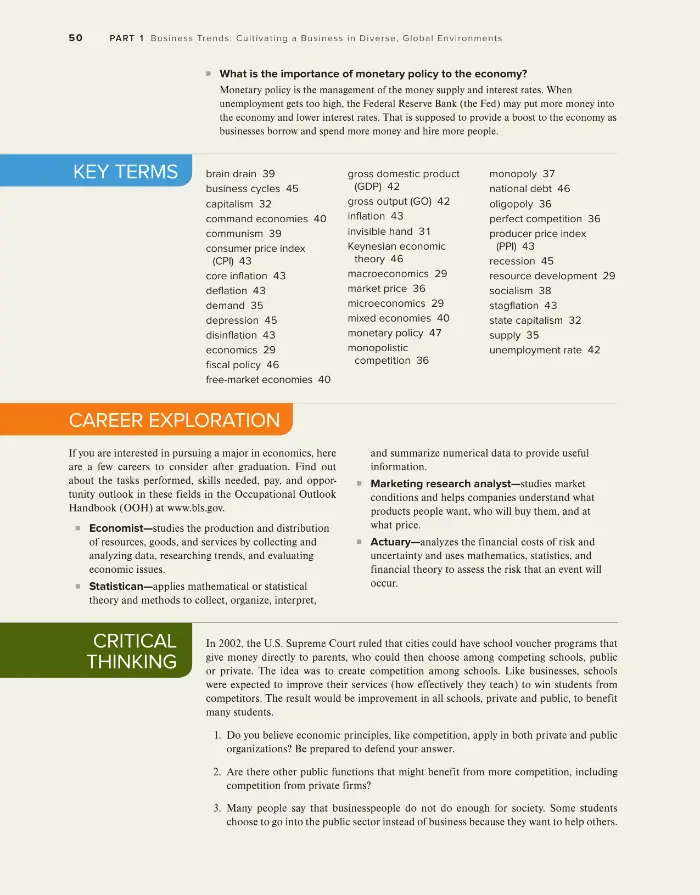 50 PART 1 Business Trends: Cultivating a Business in Diverse, Global Environments
What is the importance of monetary policy to the economy?
Monetary policy is the management of the money supply and interest rates. When
unemployment gets too high, the Federal Reserve Bank (the Fed) may put more money into
the economy and lower interest rates. That is supposed to provide a boost to the economy as
businesses borrow and spend more money and hire more people.
KEY TERMS
brain drain 39
business cycles 45
capitalism 32
command economies 40
communism 39
consumer price index
(CPI) 43
core inflation 43
deflation 43
demand 35
depression 45
disinflation 43
economics 29
fiscal policy 46
free-market economies 40
gross domestic product
(GDP) 42
gross output (GO) 42
inflation 43
invisible hand 31
Keynesian economic
theory 46
macroeconomics 29
market price 36
microeconomics 29
mixed economies 40
monetary policy 47
monopolistic
competition 36
monopoly 37
national debt 46
oligopoly 36
perfect competition 36
producer price index
(PPI) 43
recession 45
resource development 29
socialism 38
stagflation 43
state capitalism 32
supply 35
unemployment rate 42
CAREER EXPLORATION
If you are interested in pursuing a major in economics, here
are a few careers to consider after graduation. Find out
about the tasks performed, skills needed, pay, and oppor-
tunity outlook in these fields in the Occupational Outlook
Handbook (OOH) at www.bls.gov.
Economist—studies the production and distribution
of resources, goods, and services by collecting and
analyzing data, researching trends, and evaluating
economic issues.
Statistican—applies mathematical or statistical
theory and methods to collect, organize, interpret,
and summarize numerical data to provide useful
information.
Marketing research analyst—studies market
conditions and helps companies understand what
products people want, who will buy them, and at
what price.
Actuary—analyzes the financial costs of risk and
uncertainty and uses mathematics, statistics, and
financial theory to assess the risk that an event will
occur.
CRITICAL
THINKING
In 2002, the U.S. Supreme Court ruled that cities could have school voucher programs that
give money directly to parents, who could then choose among competing schools, public
or private. The idea was to create competition among schools. Like businesses, schools
were expected to improve their services (how effectively they teach) to win students from
competitors. The result would be improvement in all schools, private and public, to benefit
many students.
1. Do you believe economic principles, like competition, apply in both private and public
organizations? Be prepared to defend your answer.
2. Are there other public functions that might benefit from more competition, including
competition from private firms?
3. Many people say that businesspeople do not do enough for society. Some students
choose to go into the public sector instead of business because they want to help others.